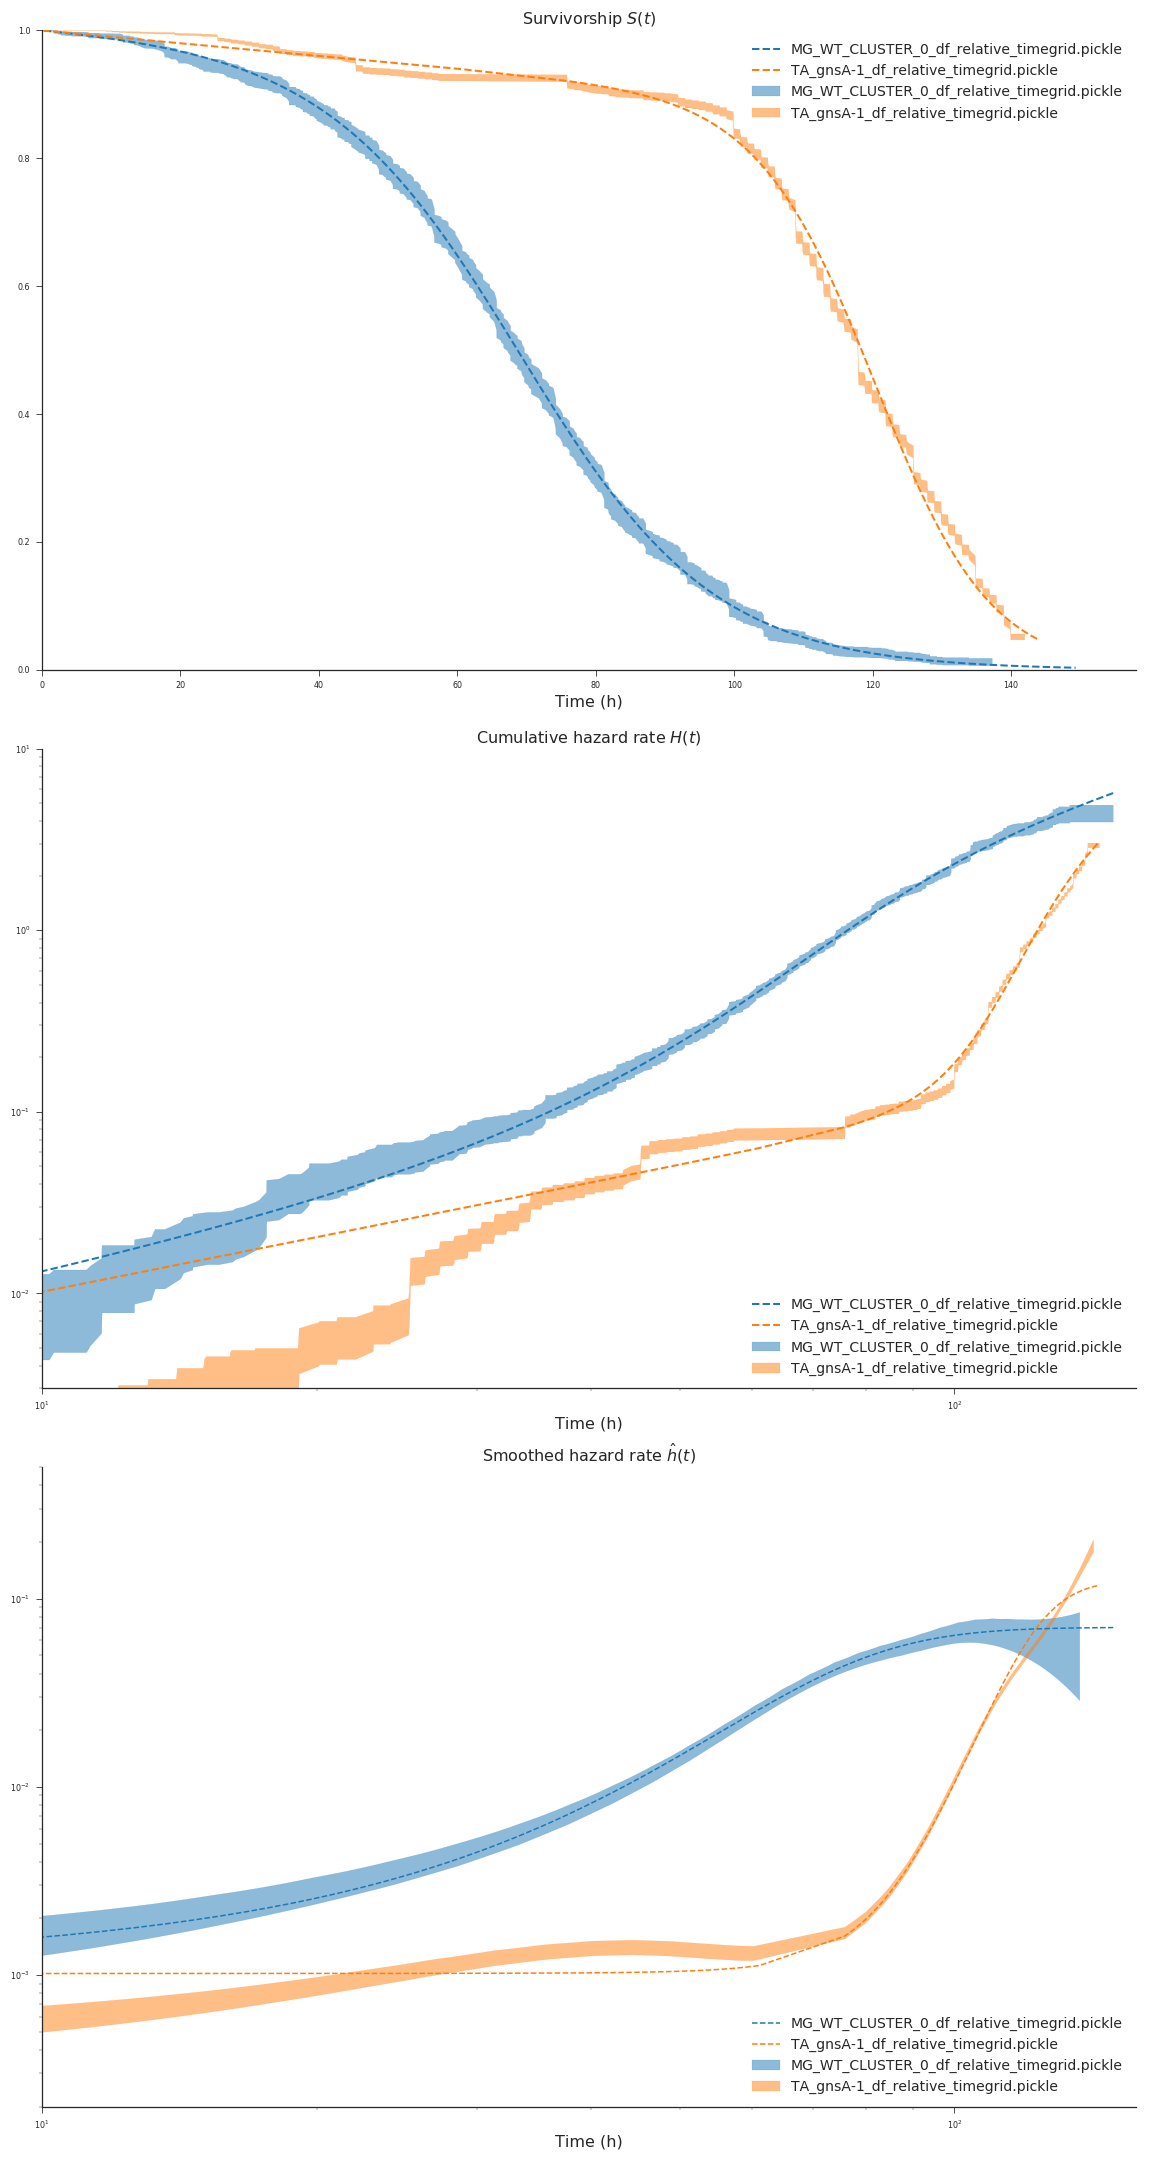 Survivorship S(t)
MG_WT_CLUSTER_0_df_relative_timegrid.pickle
TA_gnsA-1_df_relative_timegrid.pickle
MG_WT_CLUSTER_0_df_relative_timegrid.pickle
TA_gnsA-1_df_relative_timegrid.pickle
1.0
0.8
0.6
0.4
0.2
0.0
0 20 40 60 80 100 120 140
Time (h)
Cumulative hazard rate H(t)
10¹
10⁰
10⁻¹
10⁻²
MG_WT_CLUSTER_0_df_relative_timegrid.pickle
TA_gnsA-1_df_relative_timegrid.pickle
MG_WT_CLUSTER_0_df_relative_timegrid.pickle
TA_gnsA-1_df_relative_timegrid.pickle
10¹ 10²
Time (h)
Smoothed hazard rate ĥ(t)
10⁻¹
10⁻²
10⁻³
MG_WT_CLUSTER_0_df_relative_timegrid.pickle
TA_gnsA-1_df_relative_timegrid.pickle
MG_WT_CLUSTER_0_df_relative_timegrid.pickle
TA_gnsA-1_df_relative_timegrid.pickle
10¹ 10²
Time (h)